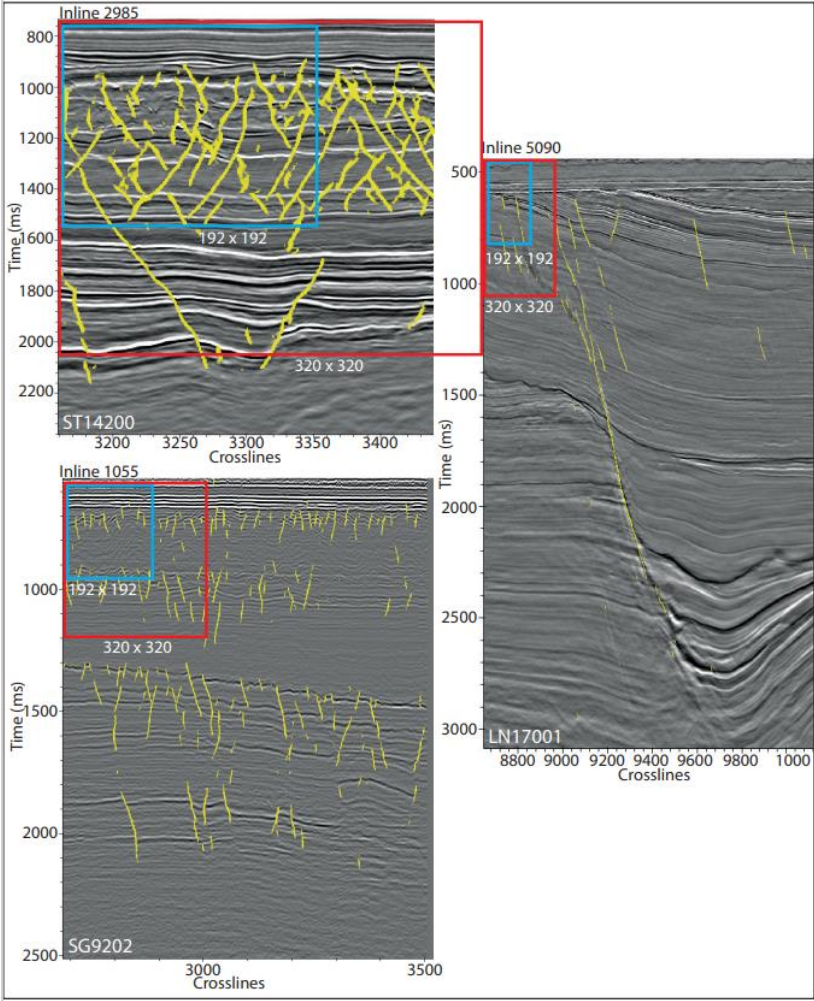 Inline 2985
800
1000
1200
1400
1600
1800
2000
2200
Time (ms)
192 x 192
320 x 320
ST14200
3200 3250 3300 3350 3400
Crosslines
Inline 5090
500
1000
1500
2000
2500
3000
Time (ms)
192 x 192
320 x 320
LN17001
8800 9000 9200 9400 9600 9800 1000
Crosslines
Inline 1055
1000
1500
2000
2500
Time (ms)
192 x 192
320 x 320
SG9202
3000 3500
Crosslines